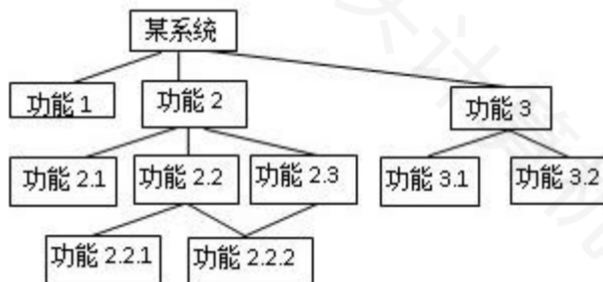 某系统
功能 1
功能 2
功能 3
功能 2.1
功能 2.2
功能 2.3
功能 3.1
功能 3.2
功能 2.2.1
功能 2.2.2